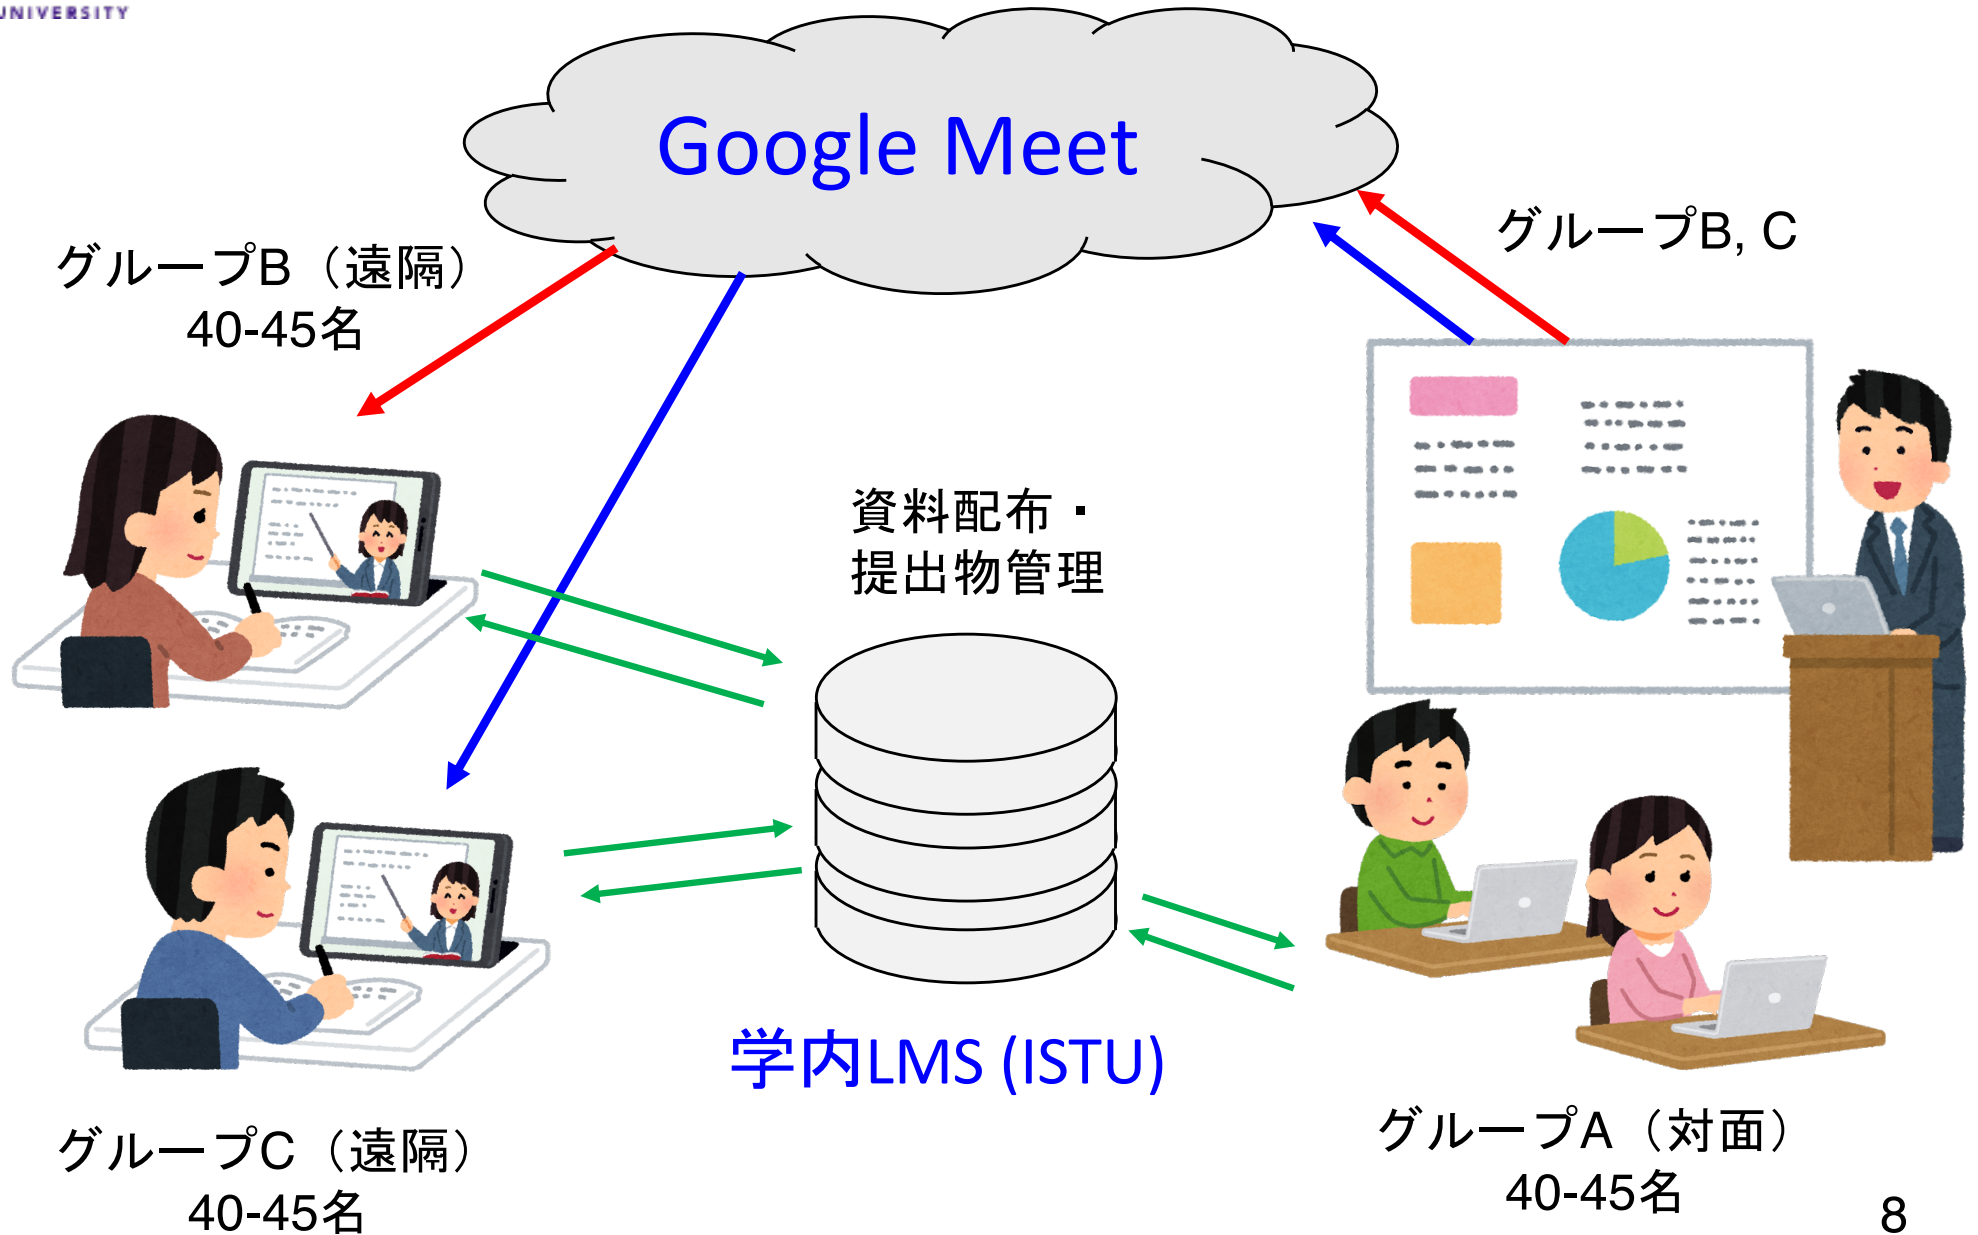 UNIVERSITY
Google Meet
グループB, C
グループB（遠隔）
40-45名
資料配布・
提出物管理
学内LMS (ISTU)
グループC（遠隔）
40-45名
グループA（対面）
40-45名
8